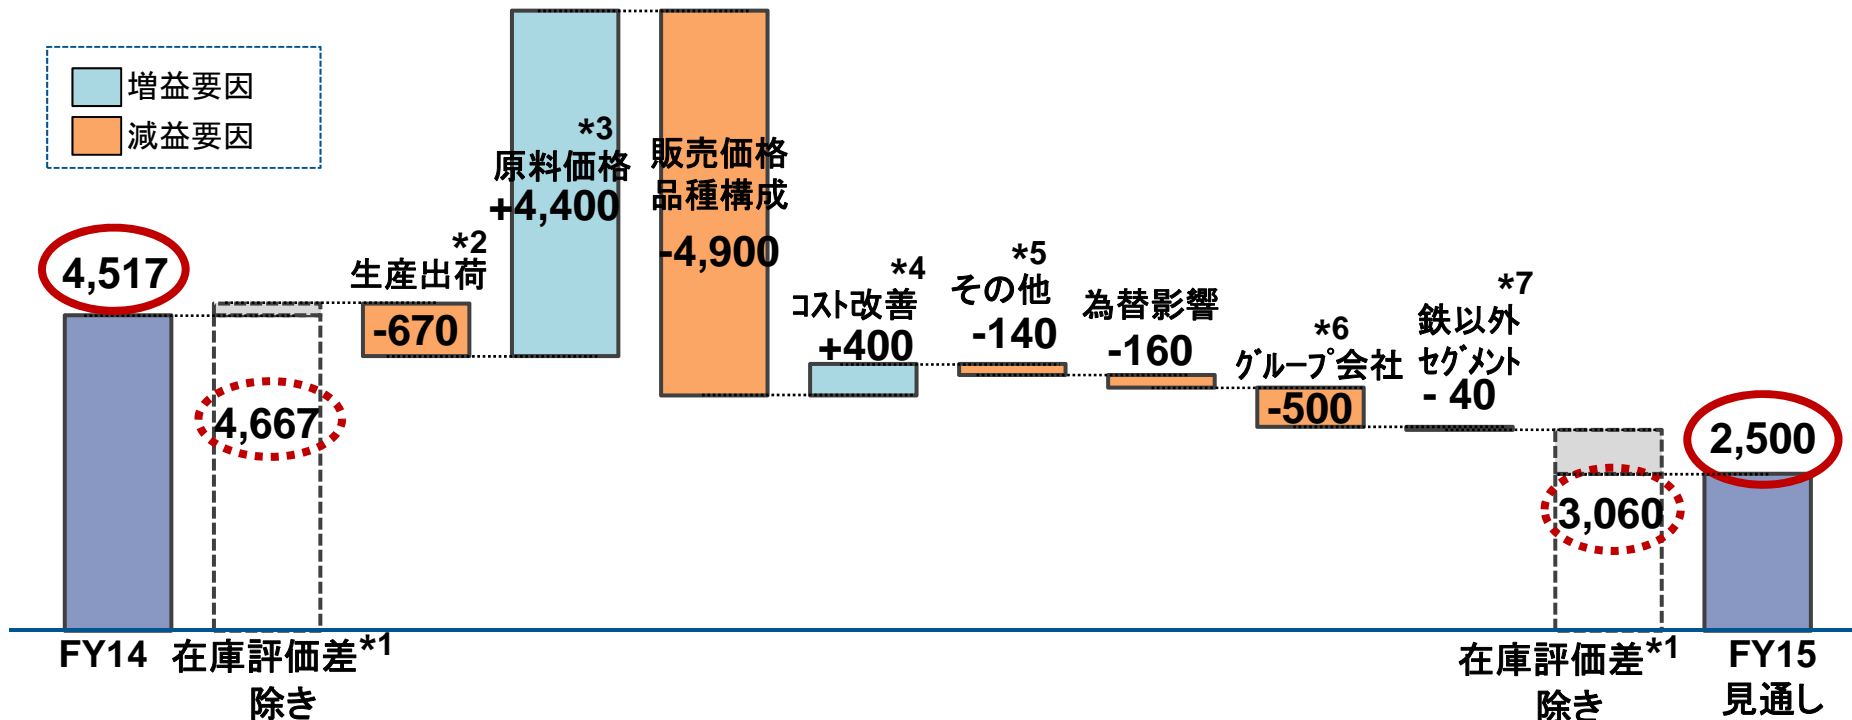 増益要因
減益要因
4,517
4,667
*2
生産出荷
-670
*3
原料価格
+4,400
販売価格
品種構成
-4,900
*4
コスト改善
+400
*5
その他
-140
為替影響
-160
*6
グループ会社
-500
*7
鉄以外
セグメント
- 40
3,060
2,500
FY14
在庫評価差*1
除き
在庫評価差*1
除き
FY15
見通し